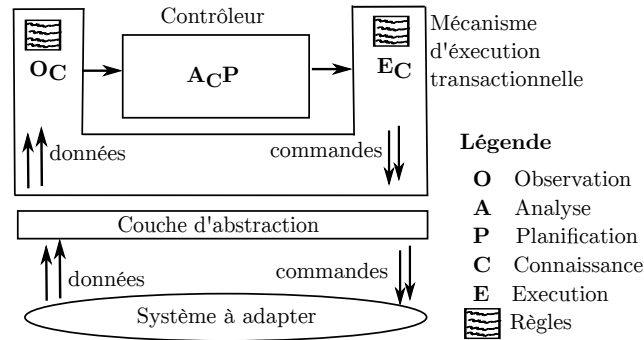 Contrôleur
Mécanisme
d'éxecution
transactionnelle
OC
ACP
EC
données
commandes
Couche d'abstraction
données
commandes
Système à adapter
Légende
O Observation
A Analyse
P Planification
C Connaissance
E Execution
Règles